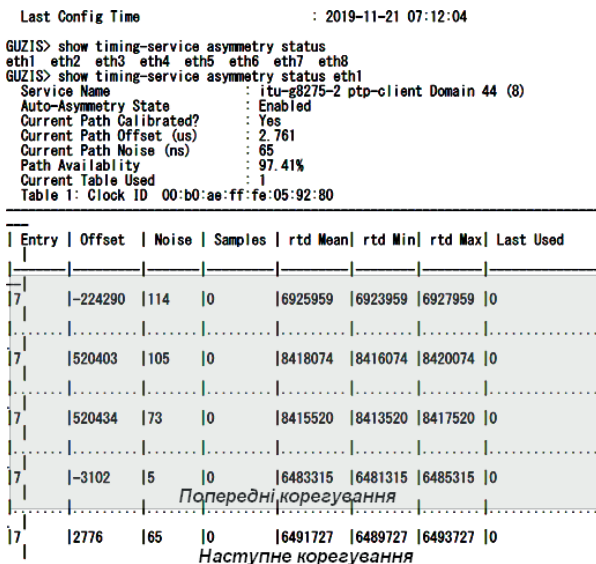 Last Config Time : 2019-11-21 07:12:04
GUZIS> show timing-service asymmetry status
eth1 eth2 eth3 eth4 eth5 eth6 eth7 eth8
GUZIS> show timing-service asymmetry status eth1
Service Name : itu-g8275-2 ptp-client Domain 44 (8)
Auto-Asymmetry State : Enabled
Current Path Calibrated? : Yes
Current Path Offset (us) : 2.761
Current Path Noise (ns) : 65
Path Availablity : 97.41%
Current Table Used : 1
Table 1: Clock ID 00:b0:ae:ff:fe:05:92:80
| Entry | Offset | Noise | Samples | rtd Mean| rtd Min| rtd Max| Last Used
|7 |-224290 |114 |0 |6925959 |6923959 |6927959 |0
|7 |520403 |105 |0 |8418074 |8416074 |8420074 |0
|7 |520434 |73 |0 |8415520 |8413520 |8417520 |0
|7 |-3102 |5 |0 |6483315 |6481315 |6485315 |0
Попередні корегування
|7 |2776 |65 |0 |6491727 |6489727 |6493727 |0
Наступне корегування